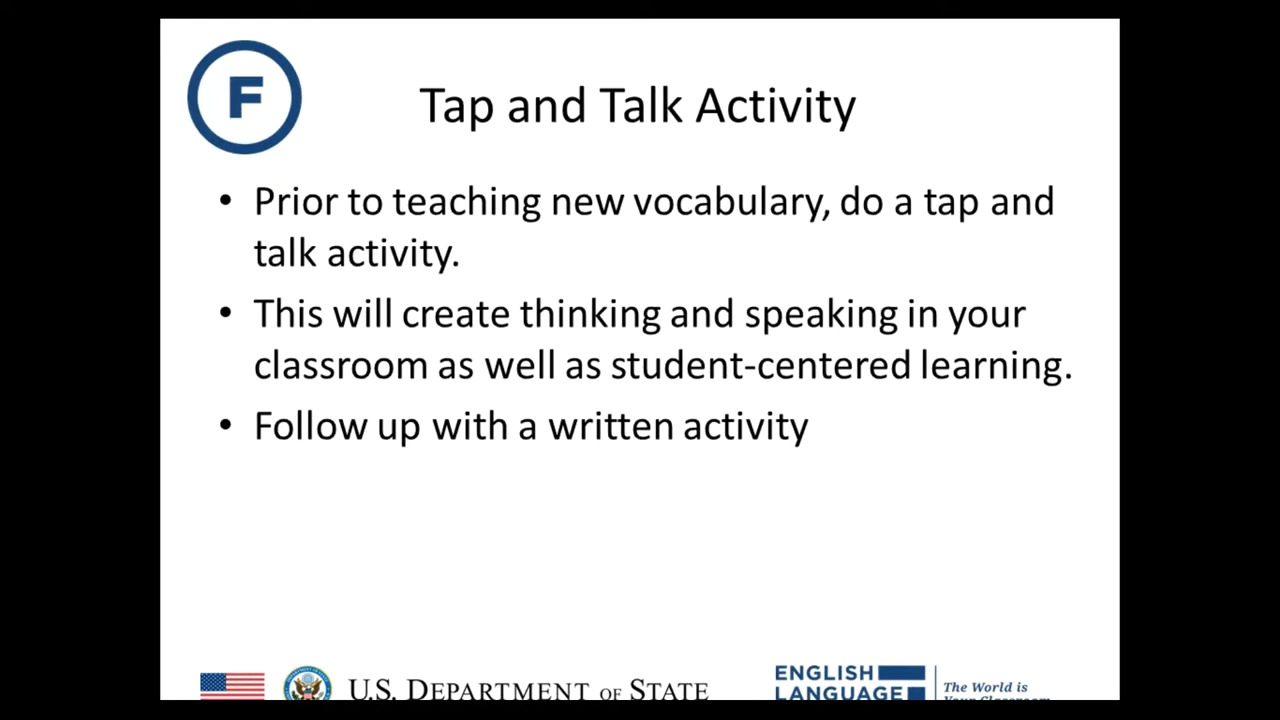 F
Tap and Talk Activity
• Prior to teaching new vocabulary, do a tap and
talk activity.
• This will create thinking and speaking in your
classroom as well as student-centered learning.
• Follow up with a written activity
U.S. DEPARTMENT OF STATE
ENGLISH
LANGUAGE
The World is
Your Classroom